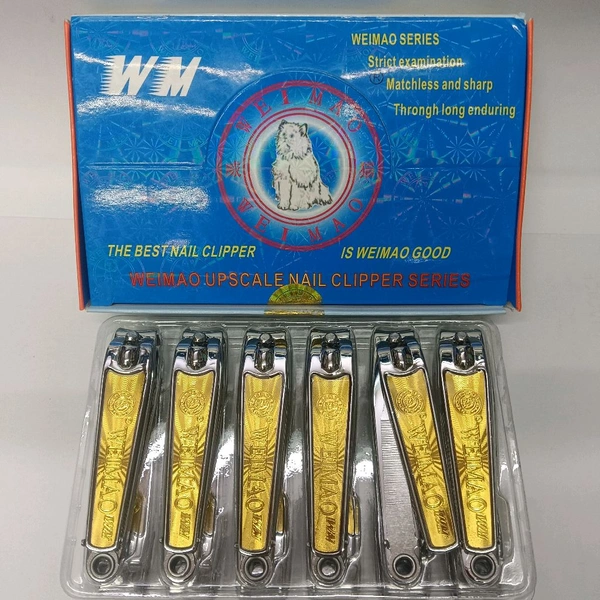 WM
WEIMAO SERIES
Strict examination
Matchless and sharp
Throngh long enduring
WEIMAO
WEIMAO
THE BEST NAIL CLIPPER
IS WEIMAO GOOD
WEIMAO UPSCALE NAIL CLIPPER SERIES
WEIMAO
WEIMAO
WEIMAO
WEIMAO
WEIMAO
WEIMAO